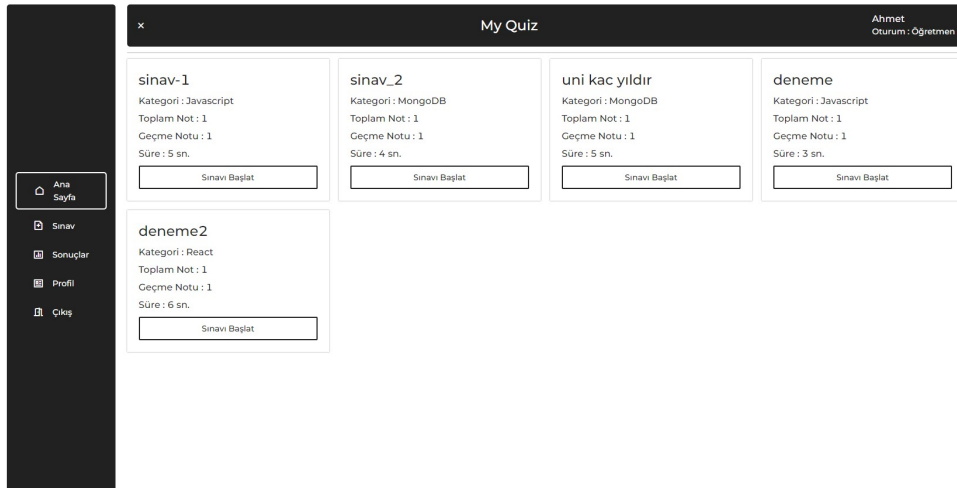 ×
My Quiz
Ahmet
Oturum : Öğretmen
Ana
Sayfa
Sınav
Sonuçlar
Profil
Çıkış
sinav-1
Kategori : Javascript
Toplam Not : 1
Geçme Notu : 1
Süre : 5 sn.
Sınavı Başlat
sinav_2
Kategori : MongoDB
Toplam Not : 1
Geçme Notu : 1
Süre : 4 sn.
Sınavı Başlat
uni kac yıldır
Kategori : MongoDB
Toplam Not : 1
Geçme Notu : 1
Süre : 5 sn.
Sınavı Başlat
deneme
Kategori : Javascript
Toplam Not : 1
Geçme Notu : 1
Süre : 3 sn.
Sınavı Başlat
deneme2
Kategori : React
Toplam Not : 1
Geçme Notu : 1
Süre : 6 sn.
Sınavı Başlat